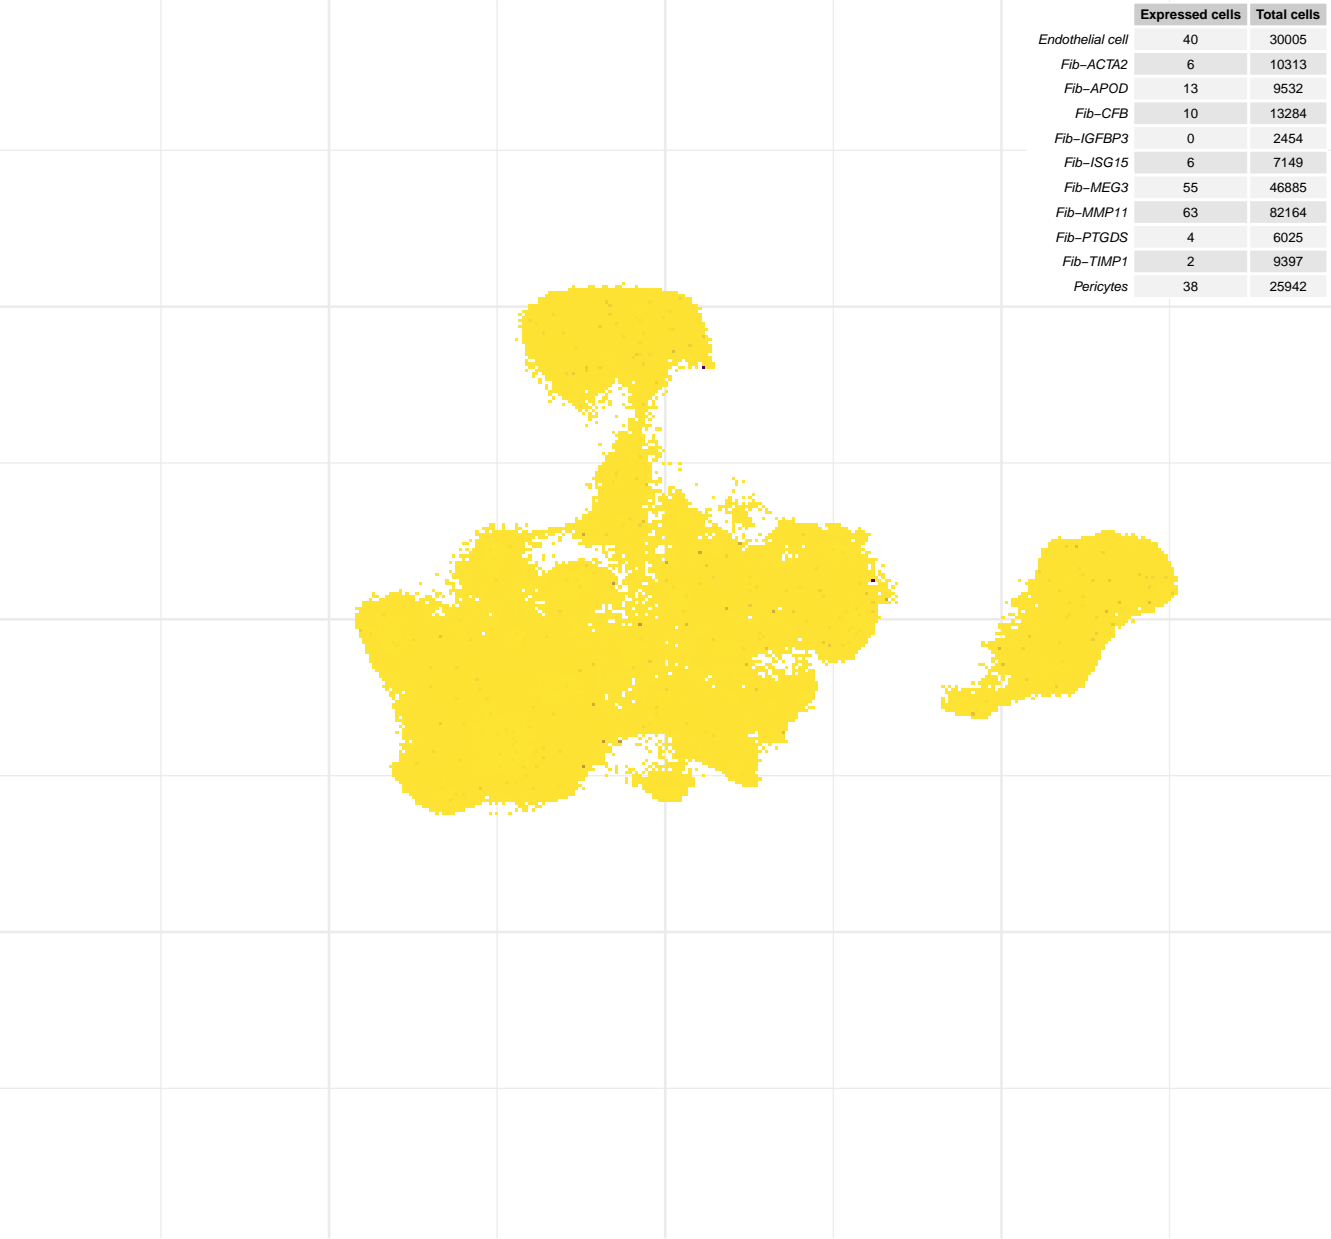 Expressed cells Total cells
Endothelial cell 40 30005
Fib−ACTA2 6 10313
Fib−APOD 13 9532
Fib−CFB 10 13284
Fib−IGFBP3 0 2454
Fib−ISG15 6 7149
Fib−MEG3 55 46885
Fib−MMP11 63 82164
Fib−PTGDS 4 6025
Fib−TIMP1 2 9397
Pericytes 38 25942